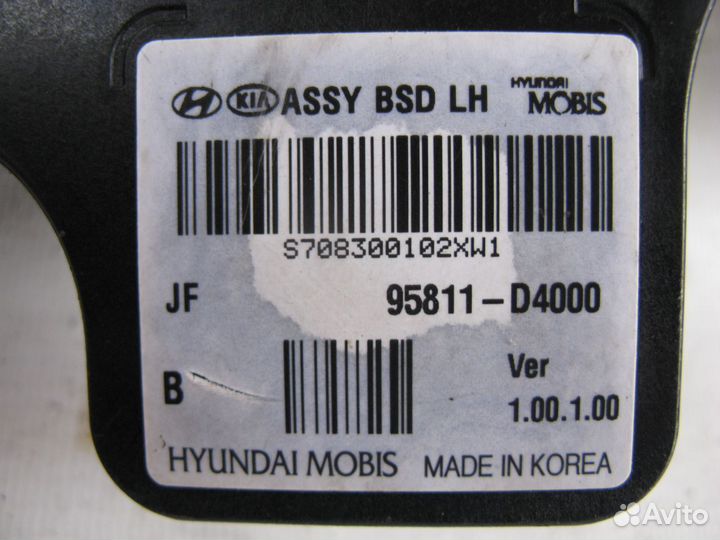 KIA ASSY BSD LH HYUNDAI MOBIS
S708300102XW1
JF 95811-D4000
B Ver 1.00.1.00
HYUNDAI MOBIS MADE IN KOREA
Avito